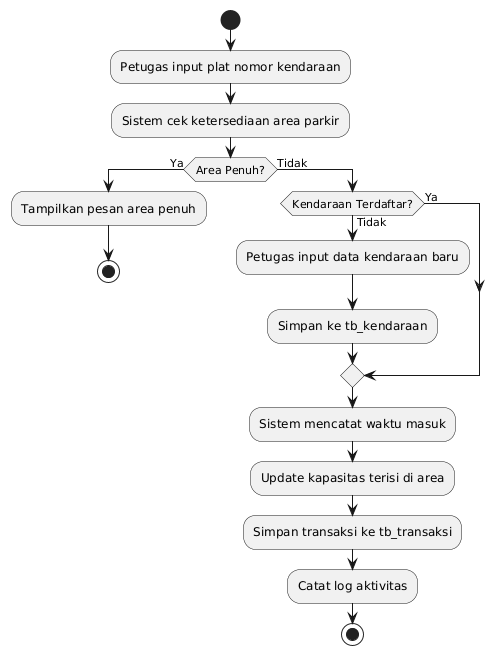 Petugas input plat nomor kendaraan
Sistem cek ketersediaan area parkir
Ya
Area Penuh?
Tidak
Tampilkan pesan area penuh
Kendaraan Terdaftar?
Ya
Tidak
Petugas input data kendaraan baru
Simpan ke tb_kendaraan
Sistem mencatat waktu masuk
Update kapasitas terisi di area
Simpan transaksi ke tb_transaksi
Catat log aktivitas